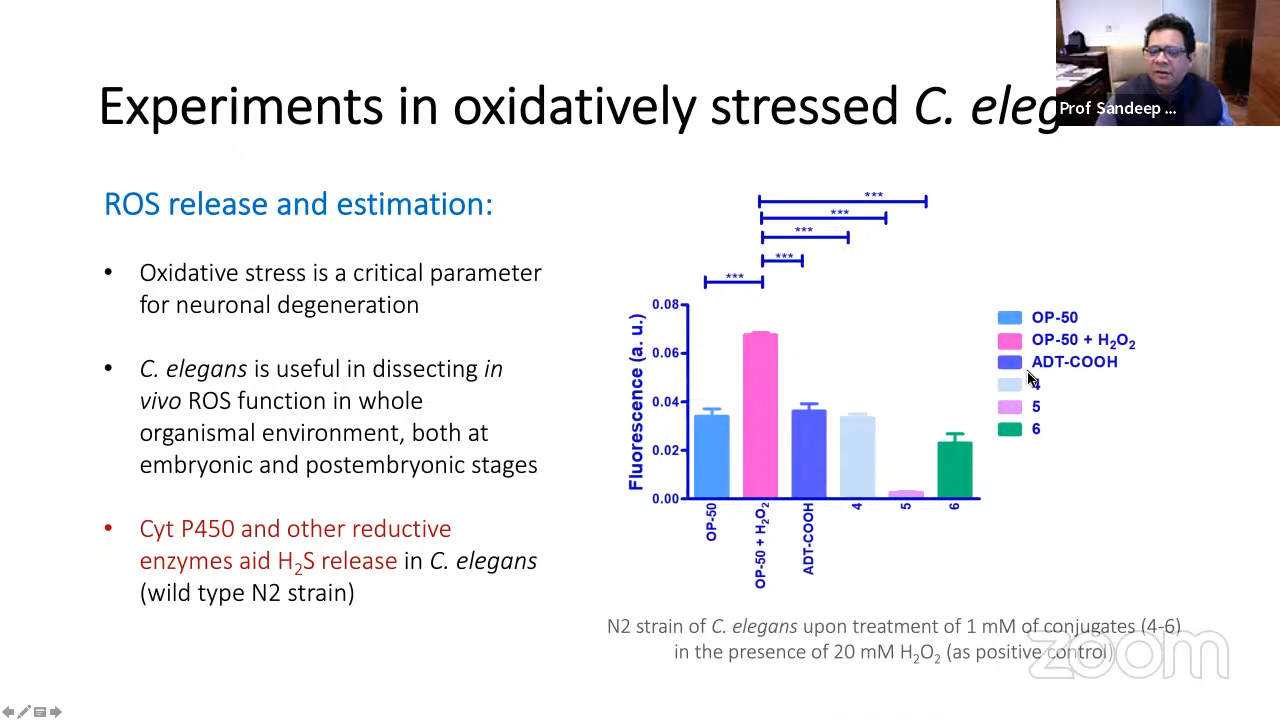 Experiments in oxidatively stressed C. eleg
Prof Sandeep ...
ROS release and estimation:
• Oxidative stress is a critical parameter
for neuronal degeneration
• C. elegans is useful in dissecting in
vivo ROS function in whole
organismal environment, both at
embryonic and postembryonic stages
• Cyt P450 and other reductive
enzymes aid H₂S release in C. elegans
(wild type N2 strain)
***
***
***
***
***
Fluorescence (a. u.)
0.08
0.06
0.04
0.02
0.00
OP-50
OP-50 + H₂O₂
ADT-COOH
4
5
6
OP-50
OP-50 + H₂O₂
ADT-COOH
4
5
6
N2 strain of C. elegans upon treatment of 1 mM of conjugates (4-6)
in the presence of 20 mM H₂O₂ (as positive control)
zoom